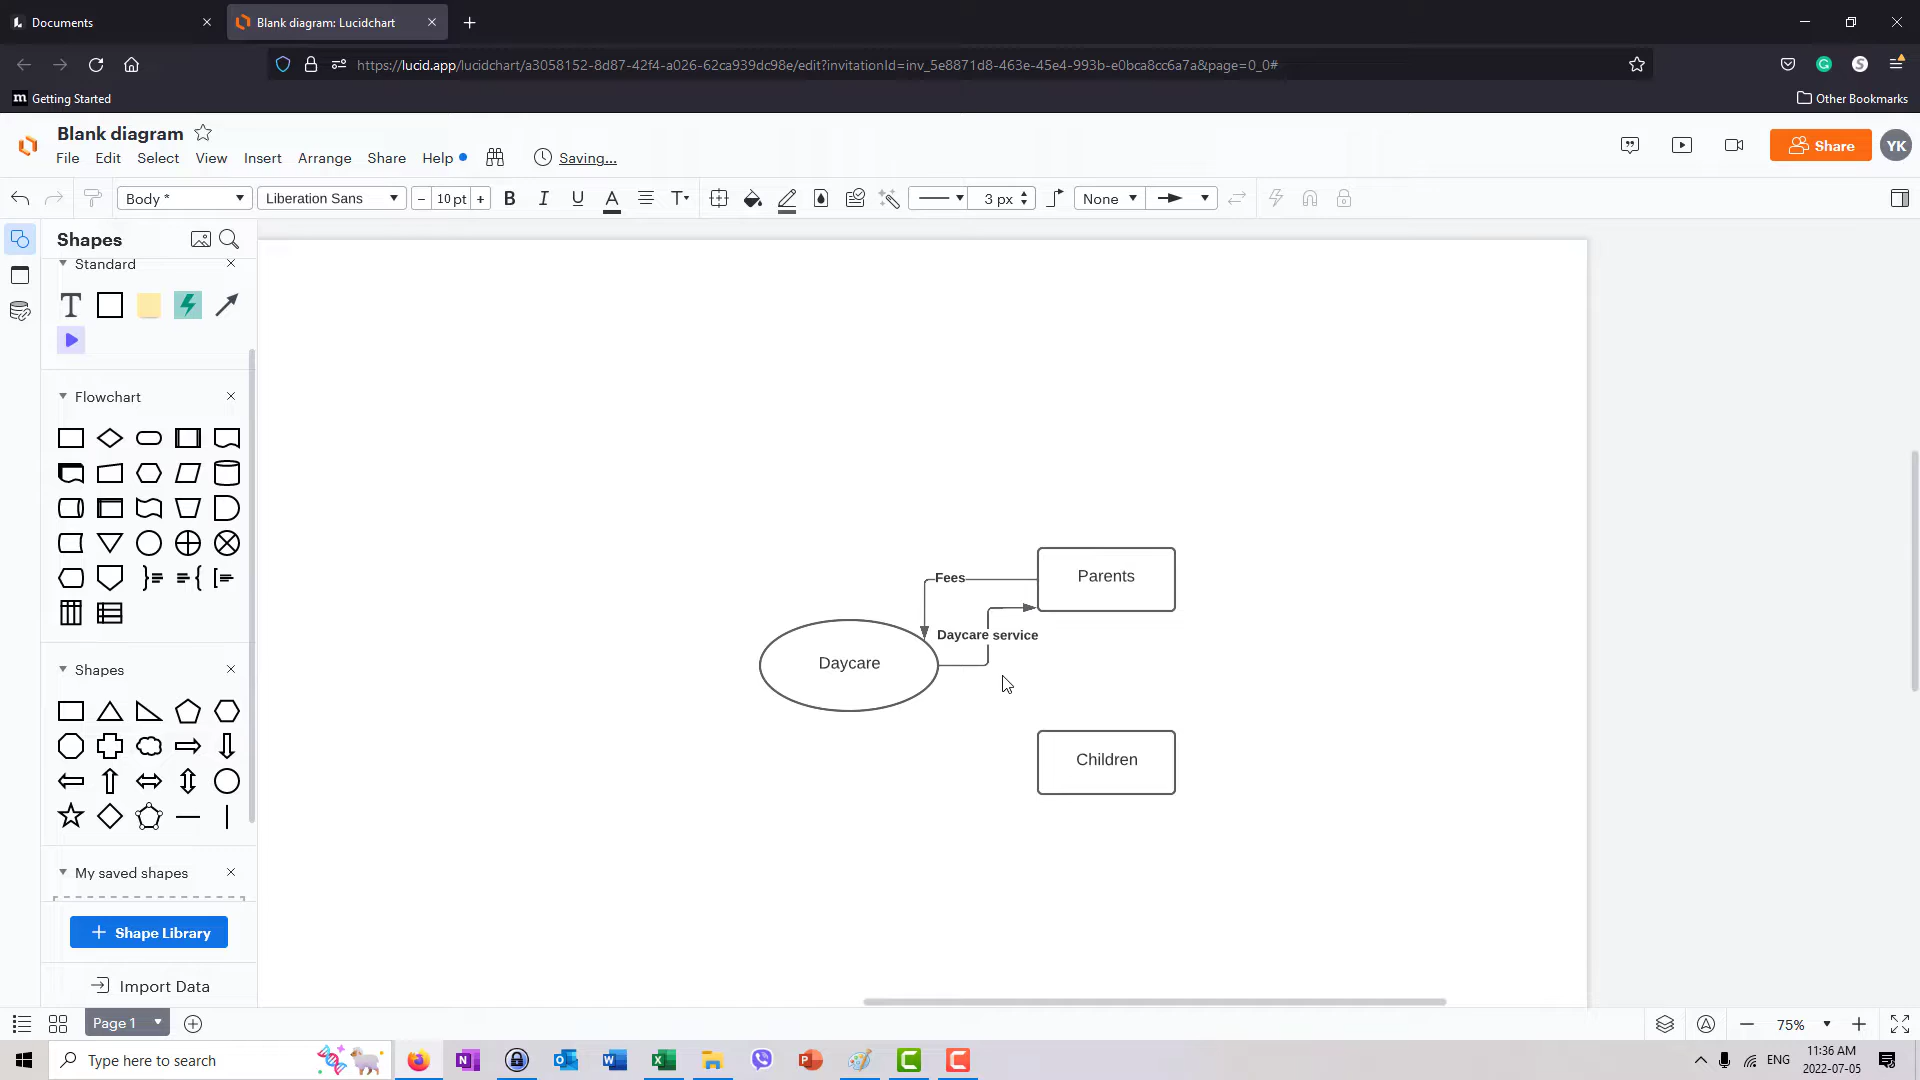 Documents
Blank diagram: Lucidchart
https://lucid.app/lucidchart/a3058152-8d87-42f4-a026-62ca939dc98e/edit?invitationId=inv_5e8871d8-463e-45e4-993b-e0bca8cc6a7a&page=0_0#
Getting Started
Other Bookmarks
Blank diagram
File Edit Select View Insert Arrange Share Help Saving...
Share
YK
Body * Liberation Sans 10 pt 3 px None
Shapes
Standard
Flowchart
Shapes
My saved shapes
Shape Library
Import Data
Fees
Parents
Daycare service
Daycare
Children
Page 1
75%
Type here to search
ENG
11:36 AM
2022-07-05